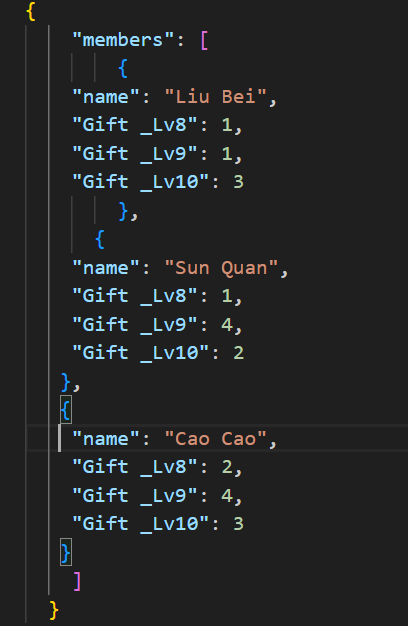 {
"members": [
{
"name": "Liu Bei",
"Gift _Lv8": 1,
"Gift _Lv9": 1,
"Gift _Lv10": 3
},
{
"name": "Sun Quan",
"Gift _Lv8": 1,
"Gift _Lv9": 4,
"Gift _Lv10": 2
},
{
"name": "Cao Cao",
"Gift _Lv8": 2,
"Gift _Lv9": 4,
"Gift _Lv10": 3
}
]
}